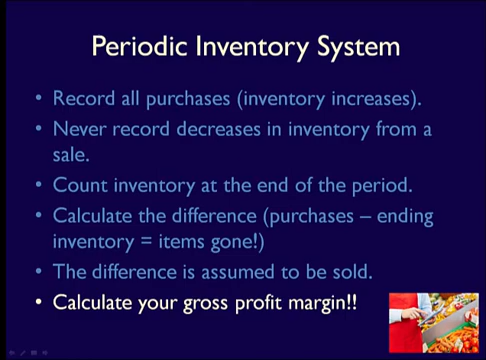 Periodic Inventory System
• Record all purchases (inventory increases).
• Never record decreases in inventory from a
sale.
• Count inventory at the end of the period.
• Calculate the difference (purchases – ending
inventory = items gone!)
• The difference is assumed to be sold.
• Calculate your gross profit margin!!